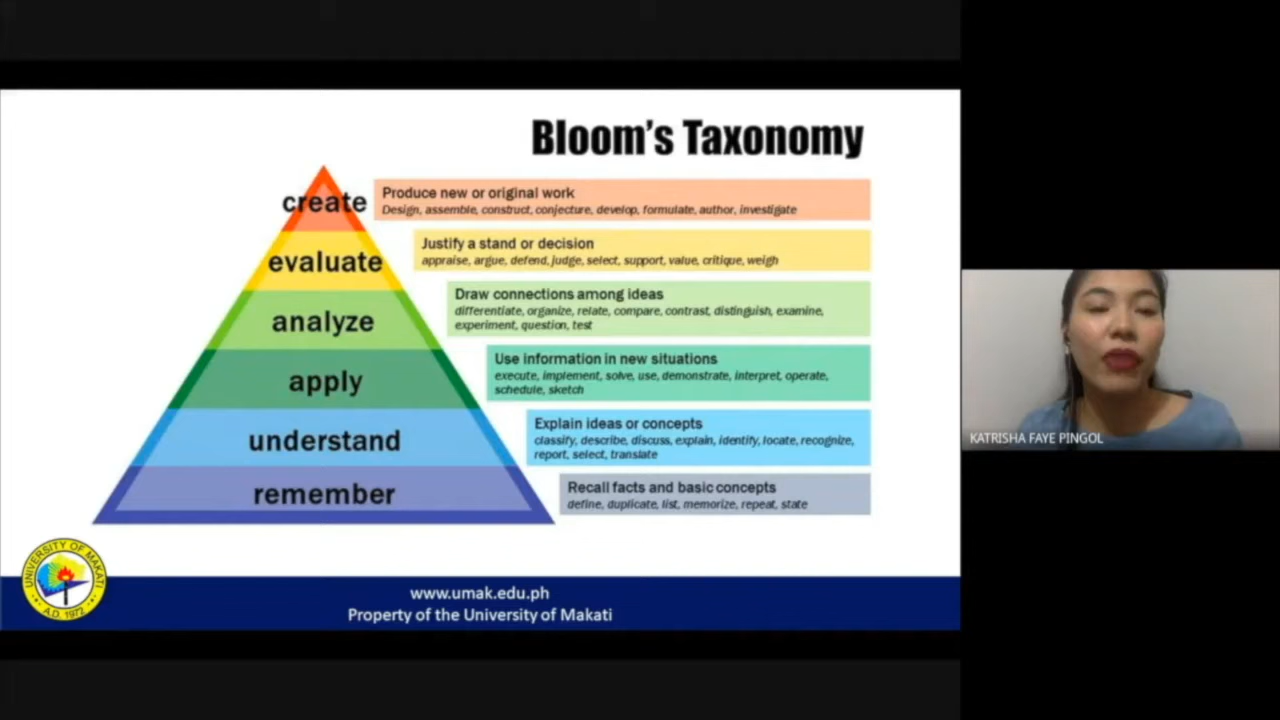 Bloom's Taxonomy
create
Produce new or original work
Design, assemble, construct, conjecture, develop, formulate, author, investigate
evaluate
Justify a stand or decision
appraise, argue, defend, judge, select, support, value, critique, weigh
analyze
Draw connections among ideas
differentiate, organize, relate, compare, contrast, distinguish, examine,
experiment, question, test
apply
Use information in new situations
execute, implement, solve, use, demonstrate, interpret, operate,
schedule, sketch
understand
Explain ideas or concepts
classify, describe, discuss, explain, identify, locate, recognize,
report, select, translate
remember
Recall facts and basic concepts
define, duplicate, list, memorize, repeat, state
KATRISHA FAYE PINGOL
UNIVERSITY OF MAKATI
A.D. 1972
www.umak.edu.ph
Property of the University of Makati